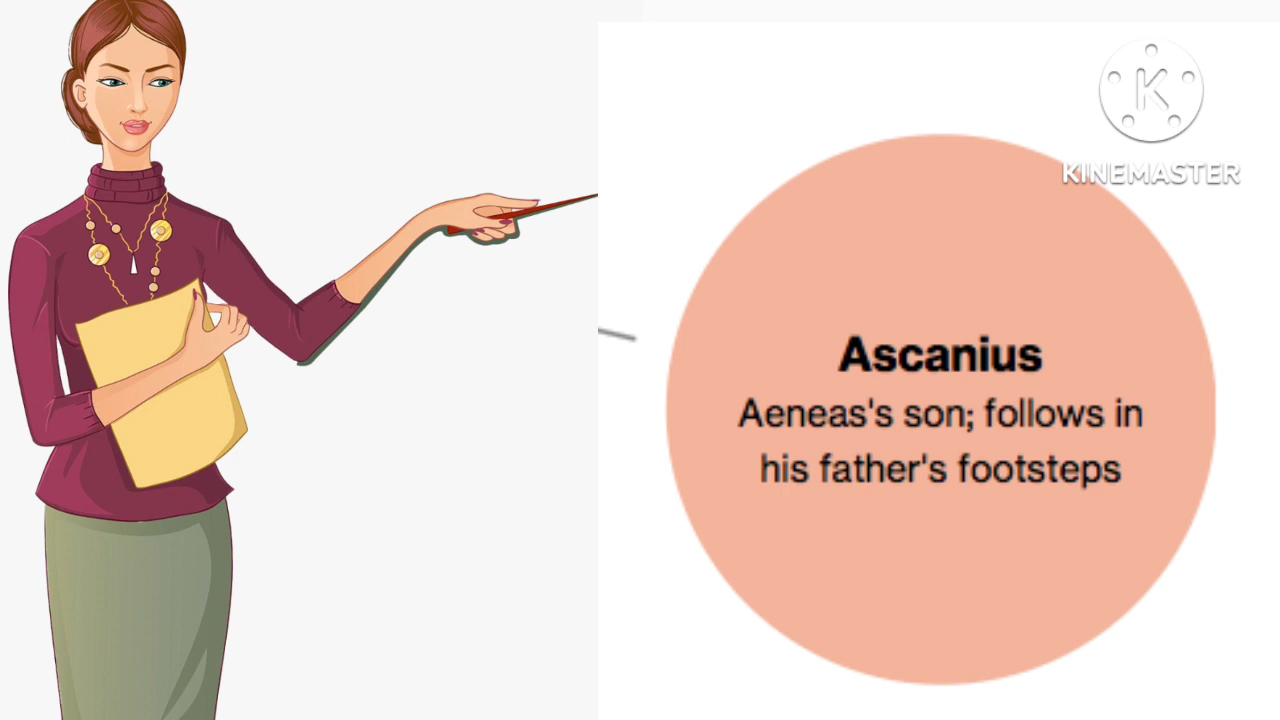 K
KINEMASTER
Ascanius
Aeneas's son; follows in
his father's footsteps